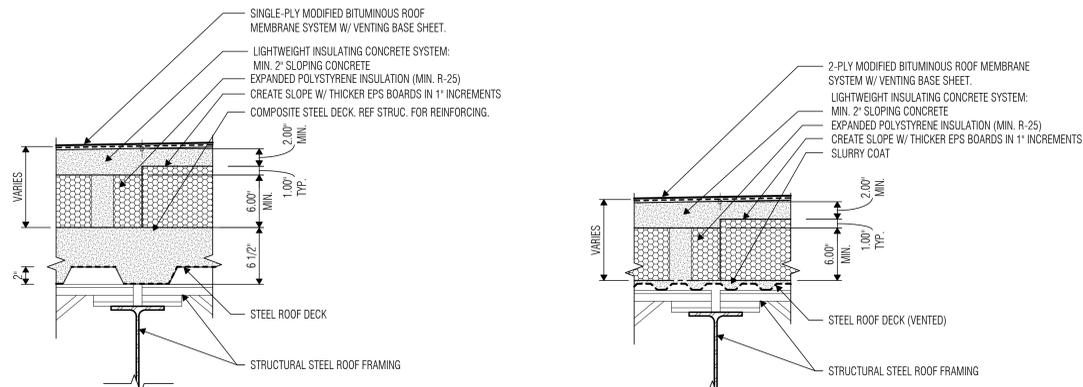 SINGLE-PLY MODIFIED BITUMINOUS ROOF
MEMBRANE SYSTEM W/ VENTING BASE SHEET.
LIGHTWEIGHT INSULATING CONCRETE SYSTEM:
MIN. 2" SLOPING CONCRETE
EXPANDED POLYSTYRENE INSULATION (MIN. R-25)
CREATE SLOPE W/ THICKER EPS BOARDS IN 1" INCREMENTS
COMPOSITE STEEL DECK. REF STRUC. FOR REINFORCING.
2.00"
MIN.
1.00"
TYP.
6.00"
MIN.
VARIES
6 1/2"
2"
STEEL ROOF DECK
STRUCTURAL STEEL ROOF FRAMING
2-PLY MODIFIED BITUMINOUS ROOF MEMBRANE
SYSTEM W/ VENTING BASE SHEET.
LIGHTWEIGHT INSULATING CONCRETE SYSTEM:
MIN. 2" SLOPING CONCRETE
EXPANDED POLYSTYRENE INSULATION (MIN. R-25)
CREATE SLOPE W/ THICKER EPS BOARDS IN 1" INCREMENTS
SLURRY COAT
2.00"
MIN.
1.00"
TYP.
6.00"
MIN.
VARIES
STEEL ROOF DECK (VENTED)
STRUCTURAL STEEL ROOF FRAMING